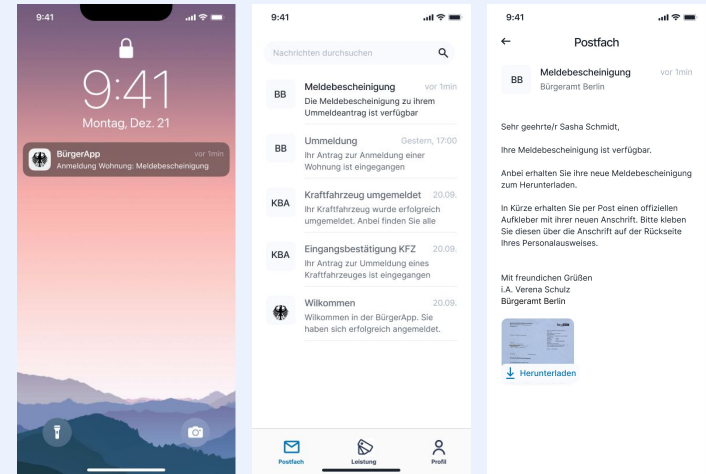 9:41
9:41
Montag, Dez. 21
BürgerApp vor 1min
Anmeldung Wohnung: Meldebescheinigung
9:41
Nachrichten durchsuchen
BB
Meldebescheinigung vor 1min
Die Meldebescheinigung zu ihrem
Ummeldeantrag ist verfügbar
BB
Ummeldung Gestern, 17:00
Ihr Antrag zur Anmeldung einer
Wohnung ist eingegangen
KBA
Kraftfahrzeug umgemeldet 20.09.
Ihr Kraftfahrzeug wurde erfolgreich
umgemeldet. Anbei finden Sie alle
KBA
Eingangsbestätigung KFZ 20.09.
Ihr Antrag zur Ummeldung eines
Kraftfahrzeuges ist eingegangen
Wilkommen 20.09.
Wilkommen in der BürgerApp. Sie
haben sich erfolgreich angemeldet.
Postfach Leistung Profil
9:41
Postfach
BB
Meldebescheinigung vor 1min
Bürgeramt Berlin
Sehr geehrte/r Sasha Schmidt,
Ihre Meldebescheinigung ist verfügbar.
Anbei erhalten Sie ihre neue Meldebescheinigung
zum Herunterladen.
In Kürze erhalten Sie per Post einen offiziellen
Aufkleber mit ihrer neuen Anschrift. Bitte kleben
Sie diesen über die Anschrift auf der Rückseite
Ihres Personalausweises.
Mit freundichen Grüßen
i.A. Verena Schulz
Bürgeramt Berlin
Herunterladen